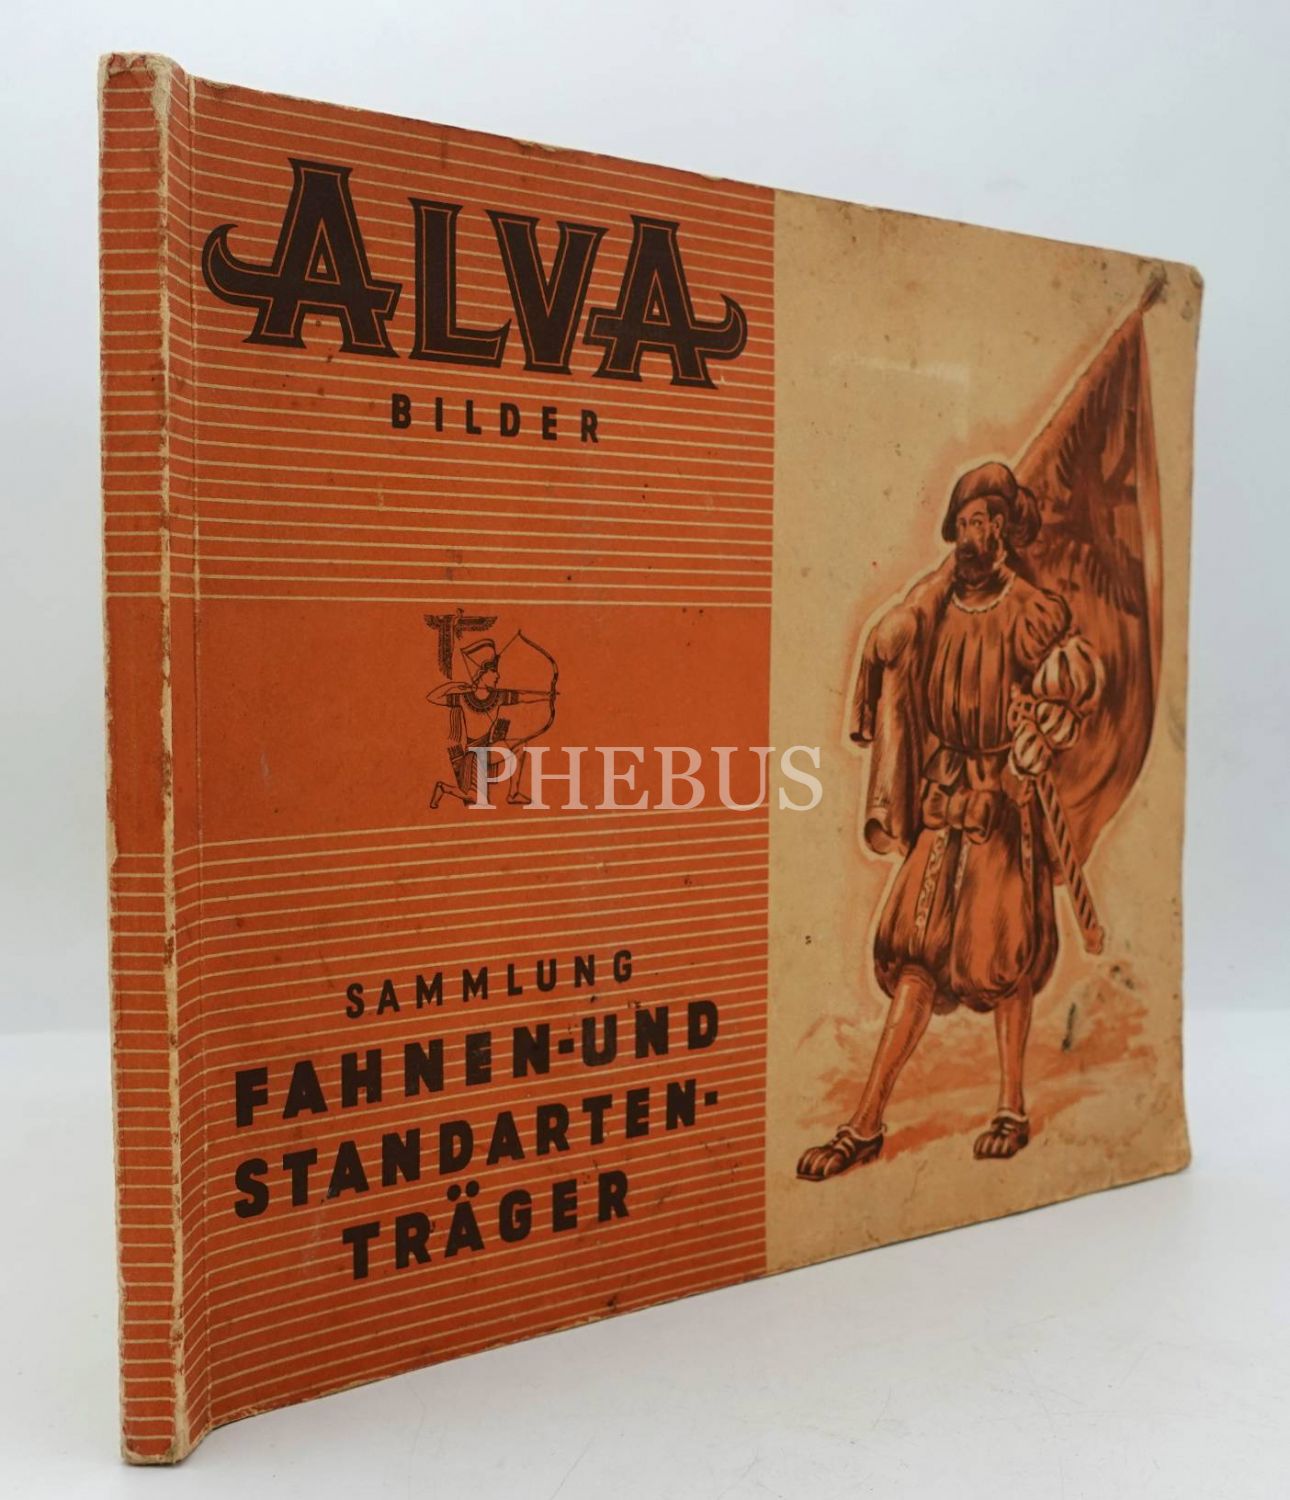 ALVA
BILDER
PHEBUS
SAMMLUNG
FAHNEN-UND
STANDARTEN-
TRÄGER